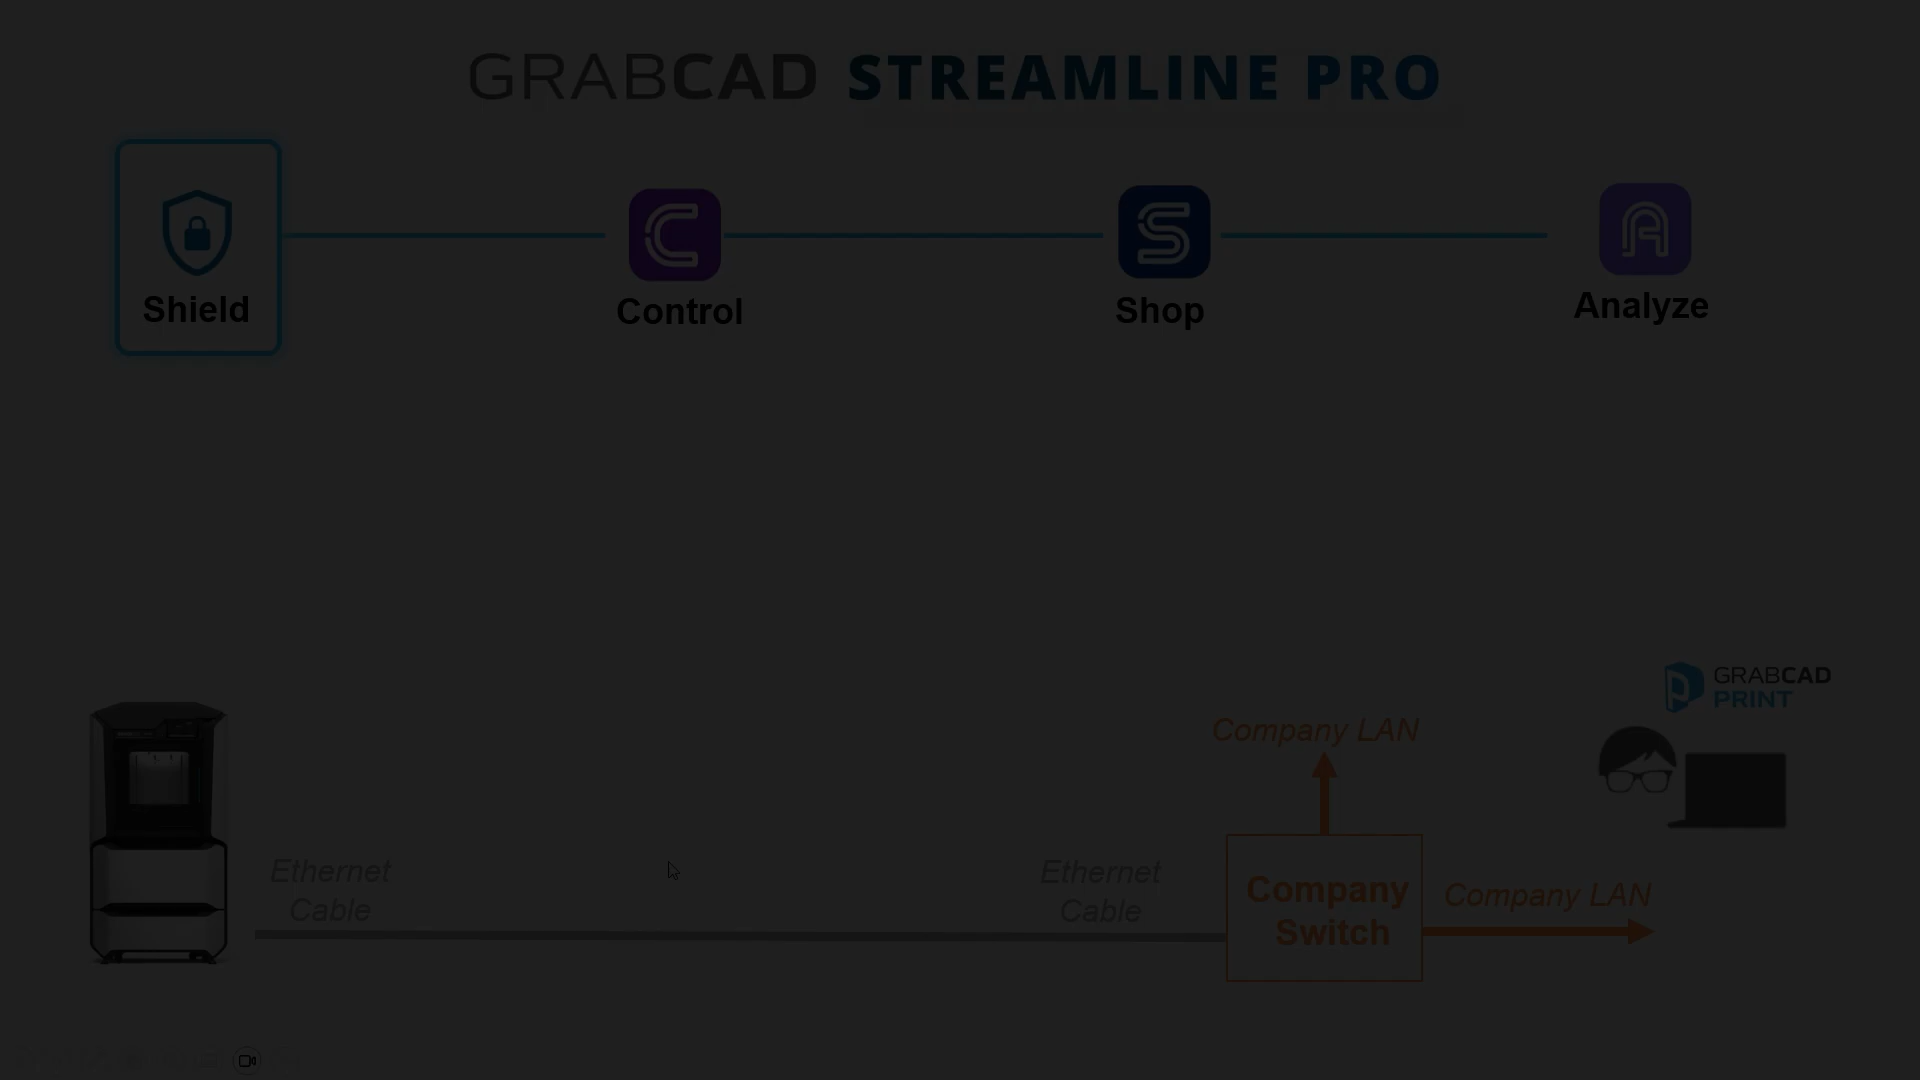 GRABCAD STREAMLINE PRO
Shield
Control
Shop
Analyze
GRABCAD
PRINT
Company LAN
Ethernet
Cable
Ethernet
Cable
Company
Switch
Company LAN